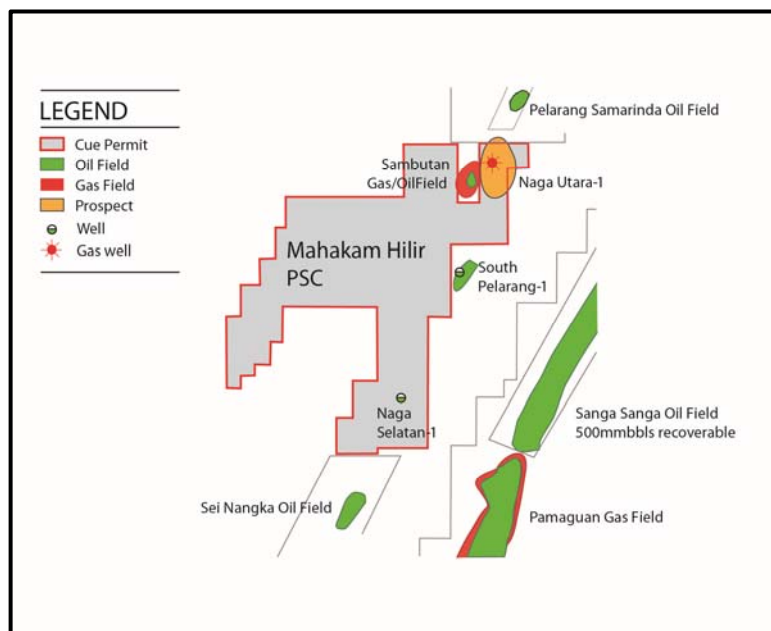 LEGEND
Cue Permit
Oil Field
Gas Field
Prospect
Well
Gas well
Pelarang Samarinda Oil Field
Sambutan
Gas/OilField
Naga Utara-1
Mahakam Hilir
PSC
South
Pelarang-1
Naga
Selatan-1
Sanga Sanga Oil Field
500mmbbls recoverable
Sei Nangka Oil Field
Pamaguan Gas Field